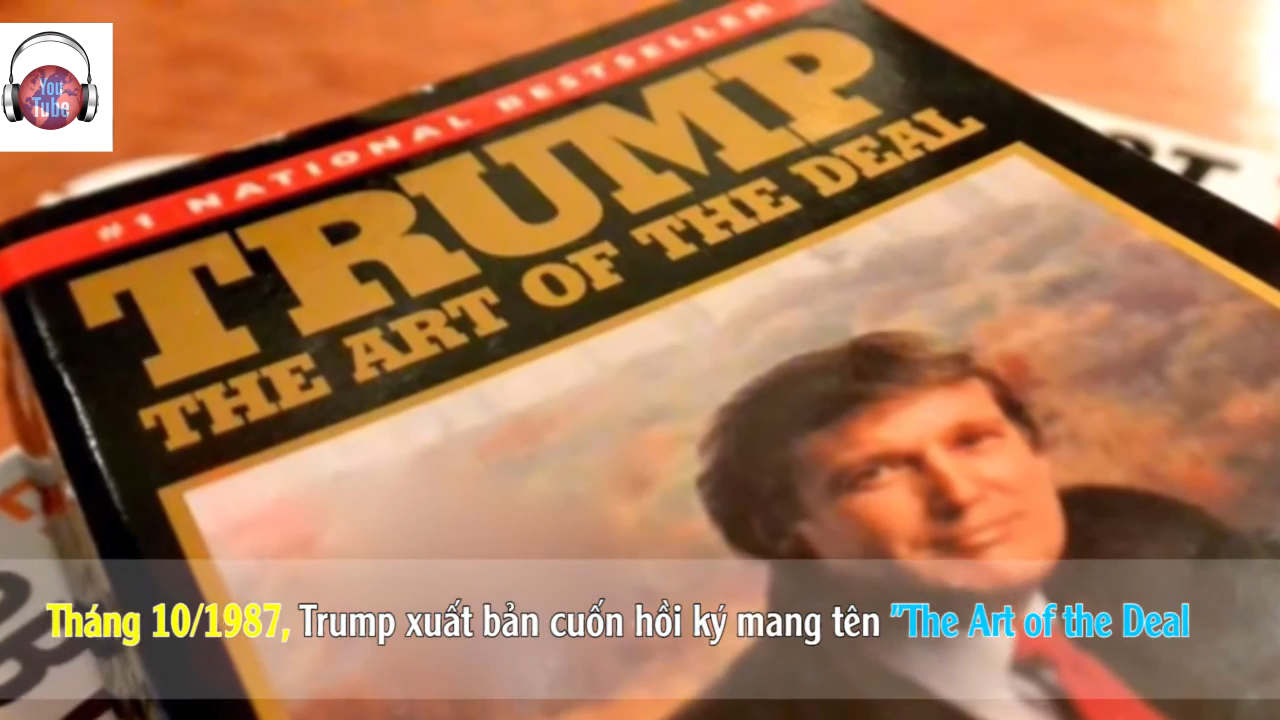 You
Tube
#1 NATIONAL BESTSELLER
TRUMP
THE ART OF THE DEAL
Tháng 10/1987, Trump xuất bản cuốn hồi ký mang tên "The Art of the Deal